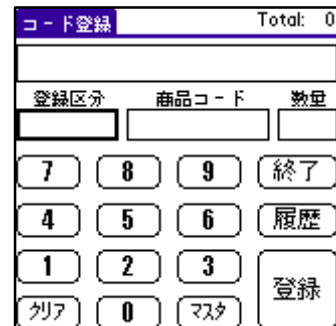 コード登録 Total: 0
登録区分 商品コード 数量
7 8 9 終了
4 5 6 履歴
1 2 3 登録
クリア 0 マスタ